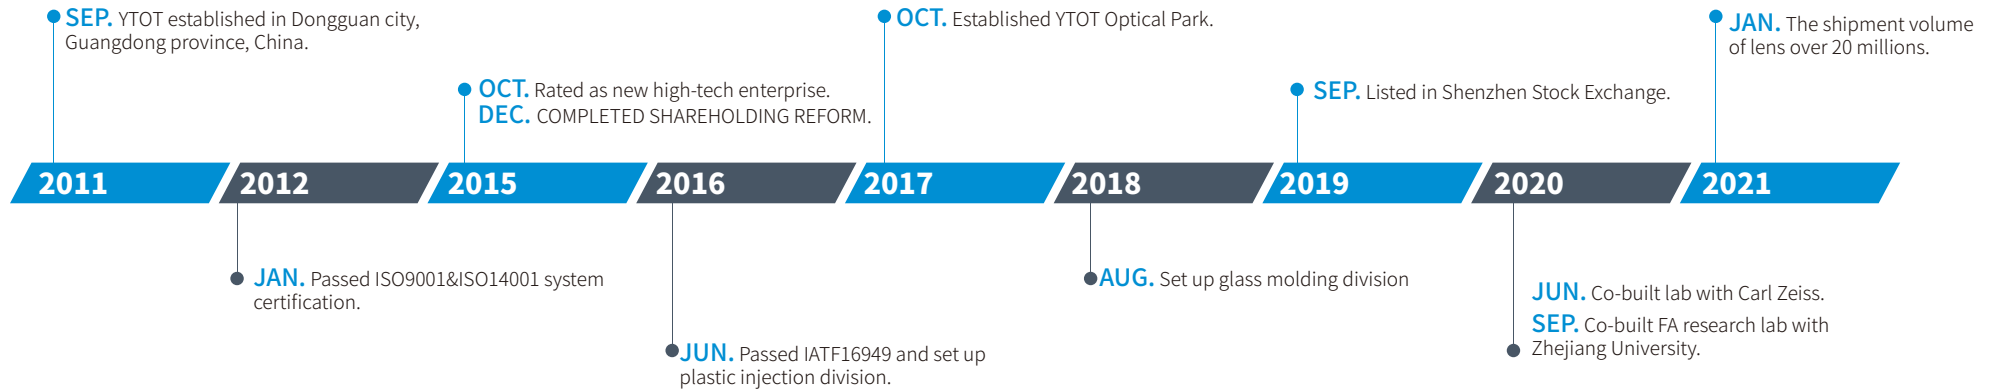 SEP. YTOT established in Dongguan city,
Guangdong province, China.
OCT. Established YTOT Optical Park.
JAN. The shipment volume
of lens over 20 millions.
OCT. Rated as new high-tech enterprise.
DEC. COMPLETED SHAREHOLDING REFORM.
SEP. Listed in Shenzhen Stock Exchange.
2011 2012 2015 2016 2017 2018 2019 2020 2021
JAN. Passed ISO9001&ISO14001 system
certification.
AUG. Set up glass molding division
JUN. Co-built lab with Carl Zeiss.
SEP. Co-built FA research lab with
Zhejiang University.
JUN. Passed IATF16949 and set up
plastic injection division.